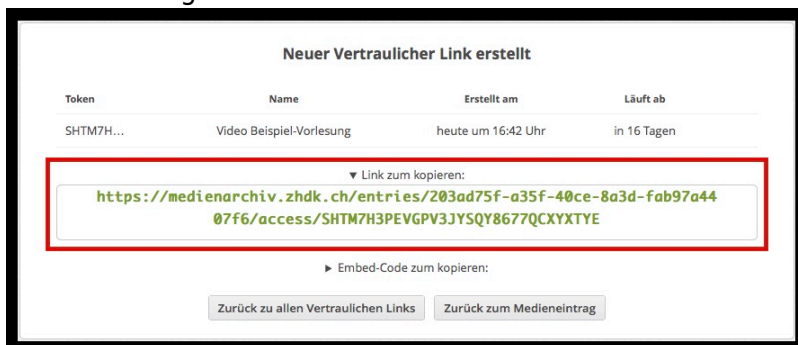 Neuer Vertraulicher Link erstellt
Token Name Erstellt am Läuft ab
SHTM7H... Video Beispiel-Vorlesung heute um 16:42 Uhr in 16 Tagen
▼ Link zum kopieren:
https://medienarchiv.zhdk.ch/entries/203ad75f-a35f-40ce-8a3d-fab97a44
07f6/access/SHTM7H3PEVGPV3JYSQY8677QCXYXTYE
▶ Embed-Code zum kopieren:
Zurück zu allen Vertraulichen Links Zurück zum Medieneintrag